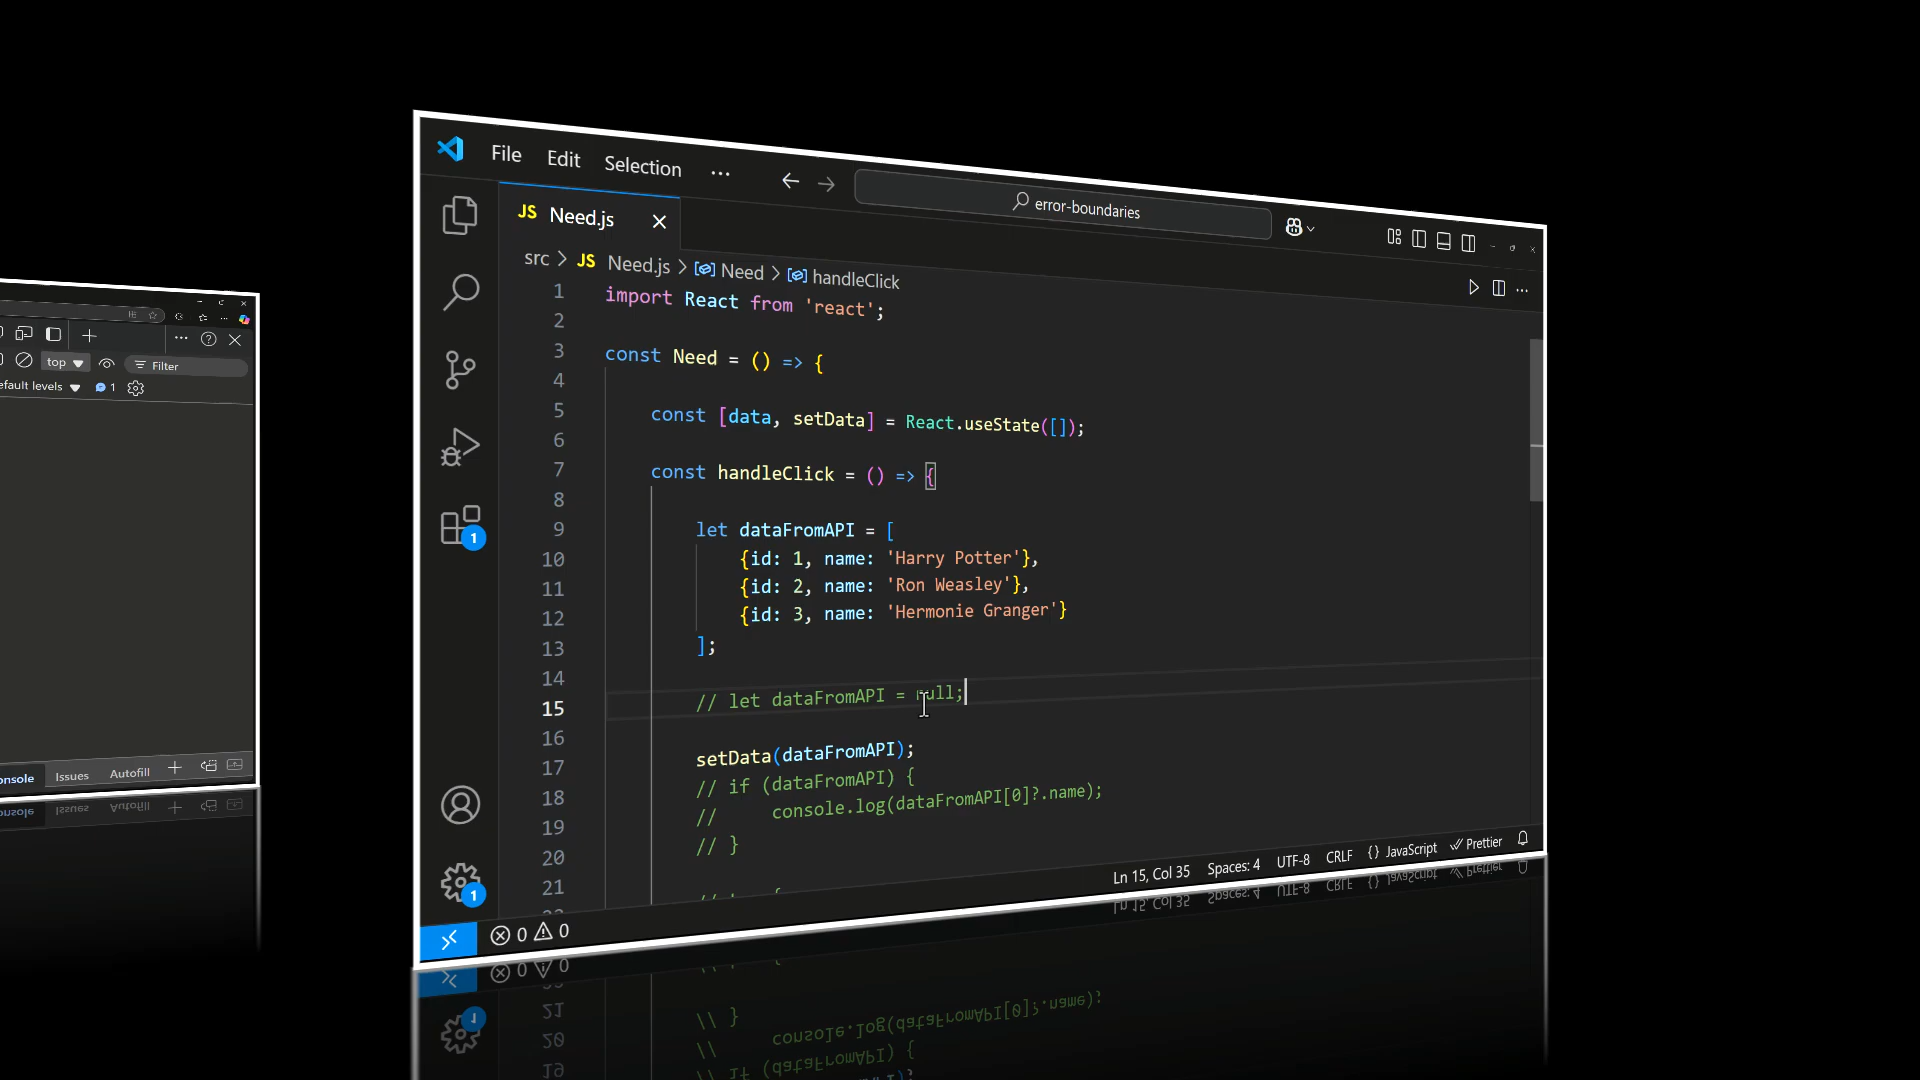 top
Filter
efault levels
1
onsole
Issues
Autofill
File
Edit
Selection
...
error-boundaries
JS Need.js
src > JS Need.js > Need > handleClick
1 import React from 'react';
2
3 const Need = () => {
4
5 const [data, setData] = React.useState([]);
6
7 const handleClick = () => {
8
9 let dataFromAPI = [
10 {id: 1, name: 'Harry Potter'},
11 {id: 2, name: 'Ron Weasley'},
12 {id: 3, name: 'Hermonie Granger'}
13 ];
14
15 // let dataFromAPI = null;
16
17 setData(dataFromAPI);
18 // if (dataFromAPI) {
19 // console.log(dataFromAPI[0]?.name);
20 // }
21
1
1
0 0
Ln 15, Col 35
Spaces: 4
UTF-8
CRLF
{} JavaScript
Prettier